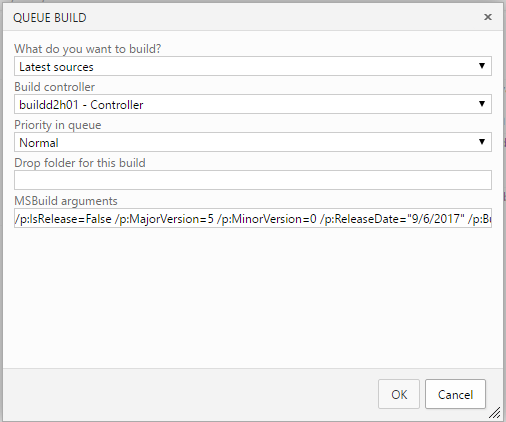 QUEUE BUILD
What do you want to build?
Latest sources
Build controller
buildd2h01 - Controller
Priority in queue
Normal
Drop folder for this build
MSBuild arguments
/p:IsRelease=False /p:MajorVersion=5 /p:MinorVersion=0 /p:ReleaseDate="9/6/2017" /p:B
OK
Cancel